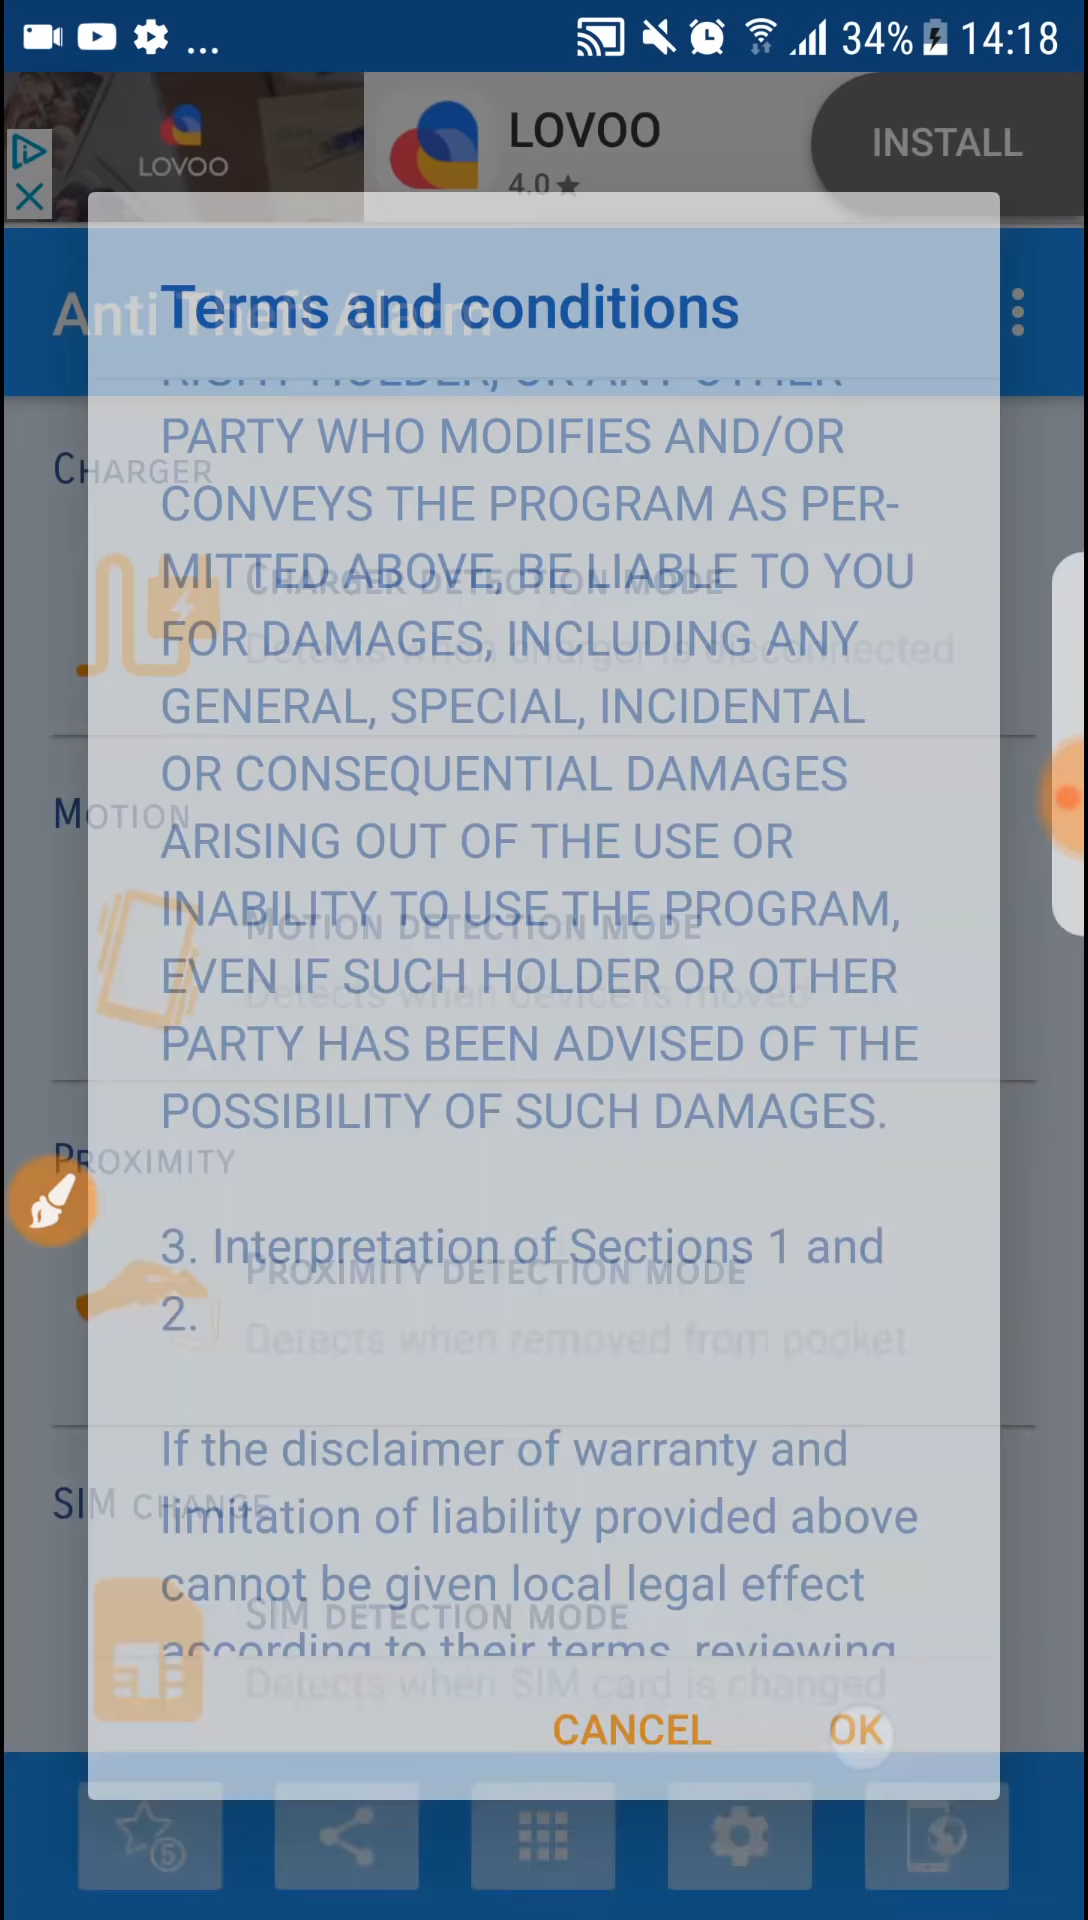 ... 34% 14:18
LOVOO
LOVOO
4.0★
INSTALL
Anti Theft Alarm
Terms and conditions
RIGHT HOLDER, OR ANY OTHER
PARTY WHO MODIFIES AND/OR
CONVEYS THE PROGRAM AS PER-
MITTED ABOVE, BE LIABLE TO YOU
FOR DAMAGES, INCLUDING ANY
GENERAL, SPECIAL, INCIDENTAL
OR CONSEQUENTIAL DAMAGES
ARISING OUT OF THE USE OR
INABILITY TO USE THE PROGRAM,
EVEN IF SUCH HOLDER OR OTHER
PARTY HAS BEEN ADVISED OF THE
POSSIBILITY OF SUCH DAMAGES.
3. Interpretation of Sections 1 and
2.
If the disclaimer of warranty and
limitation of liability provided above
cannot be given local legal effect
according to their terms, reviewing
CANCEL OK
CHARGER
CHARGER DETECTION MODE
Detects when charger is disconnected
MOTION
MOTION DETECTION MODE
Detects when device is moved
PROXIMITY
PROXIMITY DETECTION MODE
Detects when removed from pocket
SIM CHANGE
SIM DETECTION MODE
Detects when SIM card is changed
5